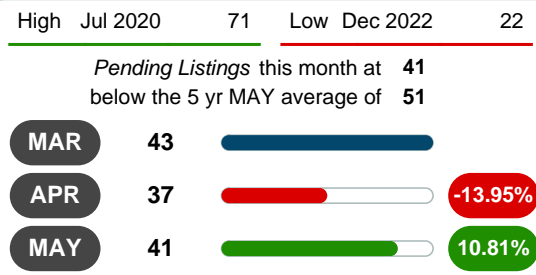 High Jul 2020 71 Low Dec 2022 22
Pending Listings this month at 41
below the 5 yr MAY average of 51
MAR 43
APR 37 -13.95%
MAY 41 10.81%